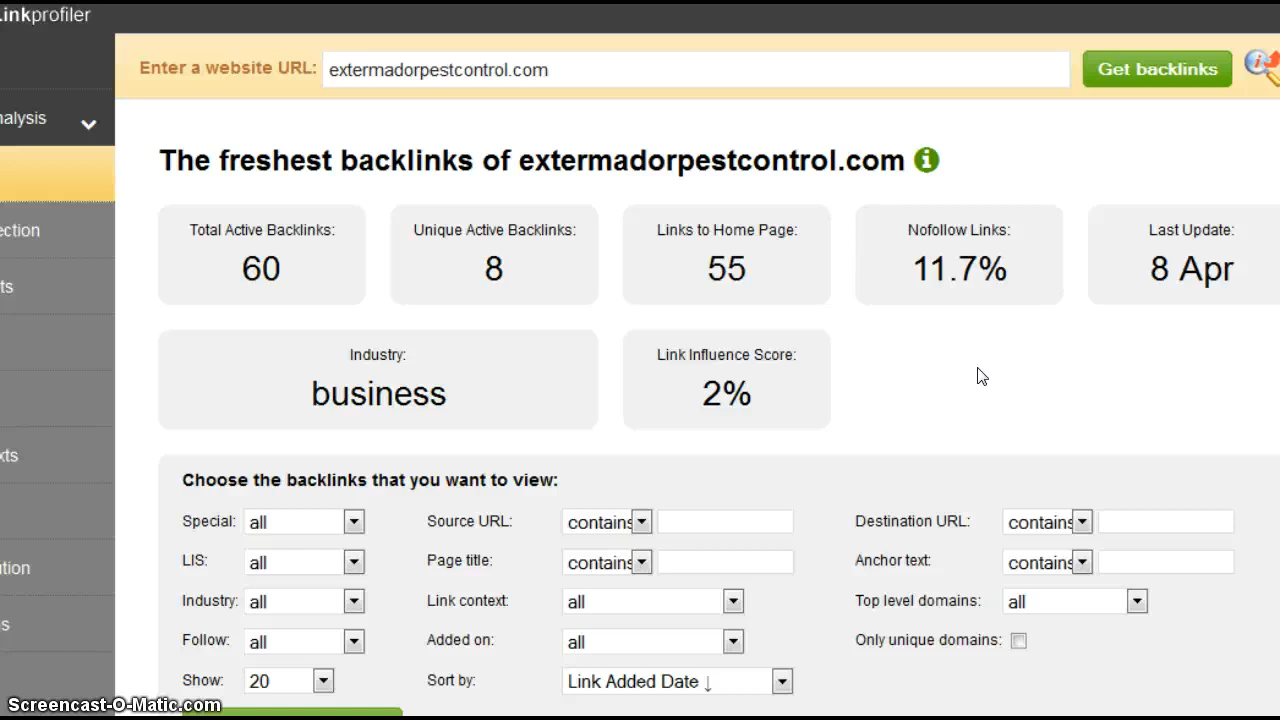 Linkprofiler
Enter a website URL: extermadorpestcontrol.com Get backlinks
nalysis
The freshest backlinks of extermadorpestcontrol.com
Total Active Backlinks: Unique Active Backlinks: Links to Home Page: Nofollow Links: Last Update:
60 8 55 11.7% 8 Apr
ection
ts
Industry: Link Influence Score:
business 2%
xts
Choose the backlinks that you want to view:
Special: all Source URL: contains Destination URL: contains
LIS: all Page title: contains Anchor text: contains
ution
Industry: all Link context: all Top level domains: all
s
Follow: all Added on: all Only unique domains:
Show: 20 Sort by: Link Added Date ↓
Screencast-O-Matic.com